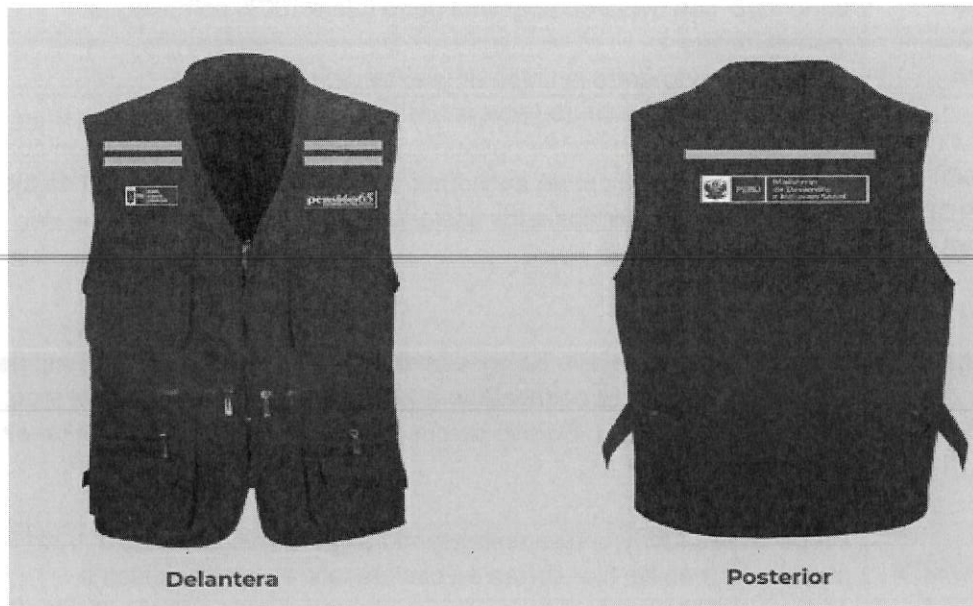 pensión65
PERÚ
Ministerio
de Desarrollo
e Inclusión Social
Delantera
Posterior